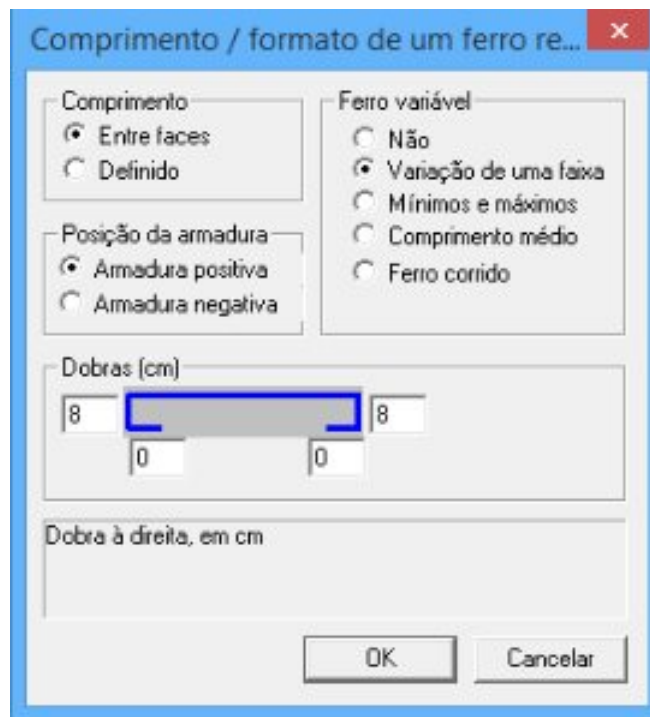 Comprimento / formato de um ferro re...
Comprimento
Entre faces
Definido
Ferro variável
Não
Variação de uma faixa
Mínimos e máximos
Comprimento médio
Ferro corrido
Posição da armadura
Armadura positiva
Armadura negativa
Dobras (cm)
8
8
0
0
Dobra à direita, em cm
OK
Cancelar